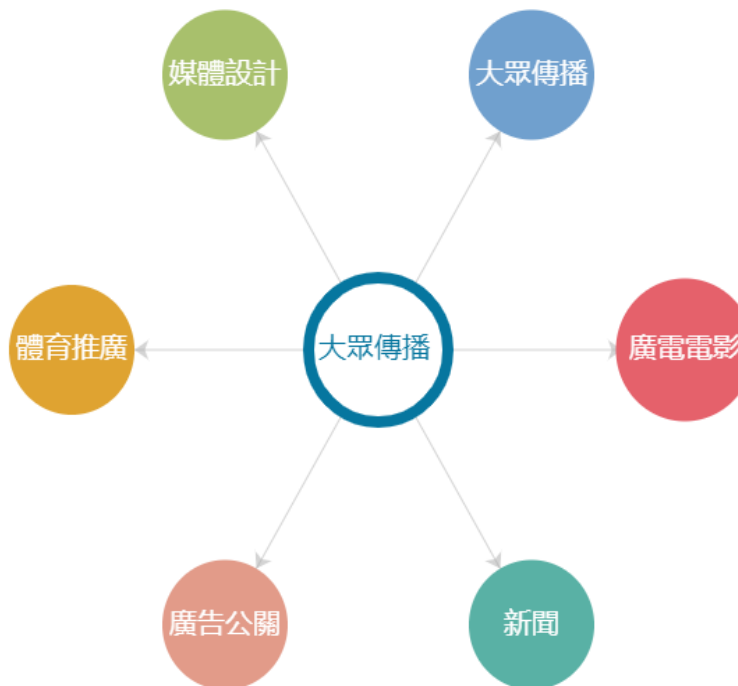 媒體設計
大眾傳播
體育推廣
大眾傳播
廣電電影
廣告公關
新聞